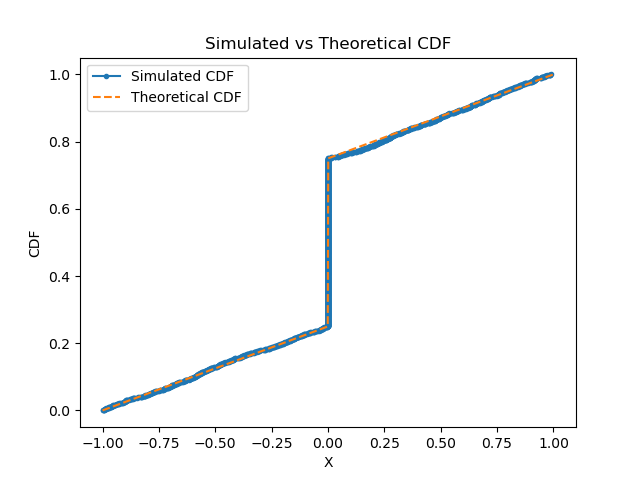 Simulated vs Theoretical CDF
Simulated CDF
Theoretical CDF
CDF
1.0
0.8
0.6
0.4
0.2
0.0
−1.00 −0.75 −0.50 −0.25 0.00 0.25 0.50 0.75 1.00
X